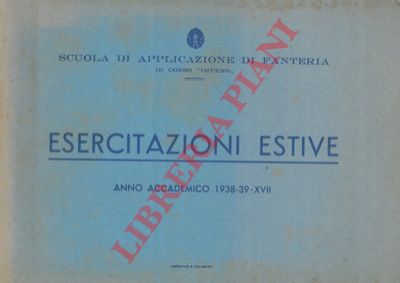 SCUOLA DI APPLICAZIONE DI FANTERIA
10° CORSO "IMPERO"
ESERCITAZIONI ESTIVE
ANNO ACCADEMICO 1938-39-XVII
LIBRERIA PIANI